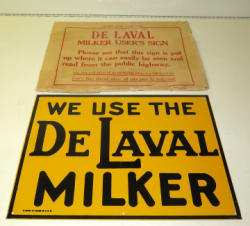 DE LAVAL
MILKER USER'S SIGN
Please see that this sign is put
up where it can easily be seen and
read from the public highway.
WE USE THE
DE LAVAL
MILKER